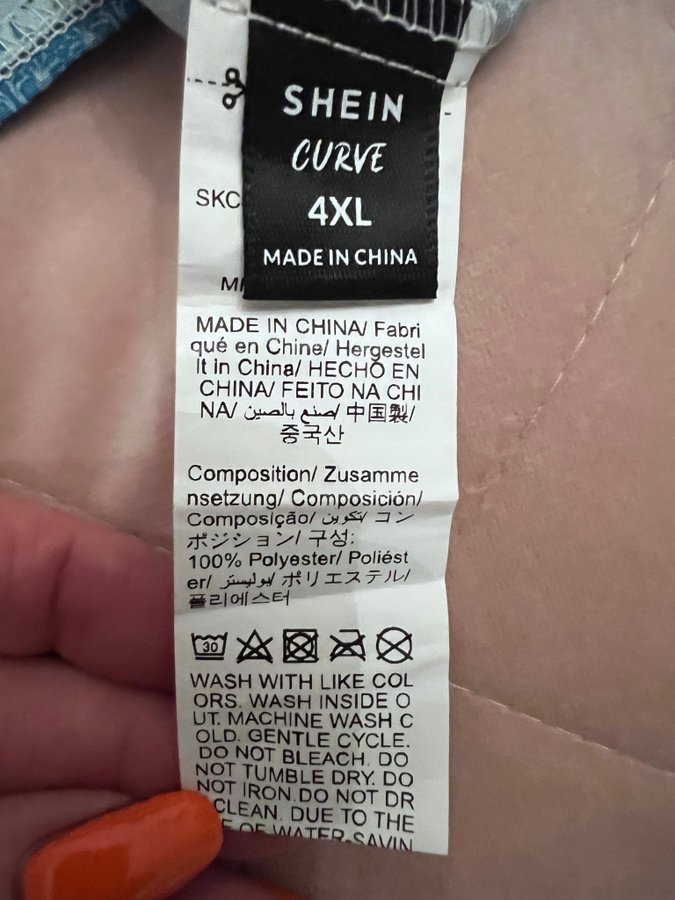 SHEIN
CURVE
4XL
MADE IN CHINA
SKC
MADE IN CHINA/ Fabri
qué en Chine/ Hergestel
lt in China/ HECHO EN
CHINA/ FEITO NA CHI
NA/ صنع بالصين/ 中国製/
중국산
Composition/ Zusamme
nsetzung/ Composición/
Composição/ تكوين/ コン
ポジション/ 구성:
100% Polyester/ Poliést
er/ بوليستر/ ポリエステル/
폴리에스터
30
WASH WITH LIKE COL
ORS. WASH INSIDE O
UT. MACHINE WASH C
OLD. GENTLE CYCLE.
DO NOT BLEACH. DO
NOT TUMBLE DRY. DO
NOT IRON.DO NOT DR
CLEAN. DUE TO THE
OF WATER-SAVIN